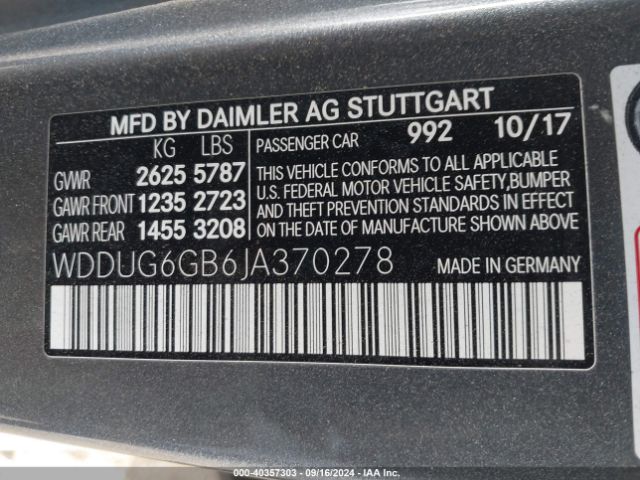 MFD BY DAIMLER AG STUTTGART
KG LBS
GVWR 2625 5787
GAWR FRONT 1235 2723
GAWR REAR 1455 3208
PASSENGER CAR 992 10/17
THIS VEHICLE CONFORMS TO ALL APPLICABLE
U.S. FEDERAL MOTOR VEHICLE SAFETY,BUMPER
AND THEFT PREVENTION STANDARDS IN EFFECT
ON THE DATE OF MANUFACTURE SHOWN ABOVE
WDDUG6GB6JA370278 MADE IN GERMANY
000-40357303 - 09/16/2024 - IAA Inc.